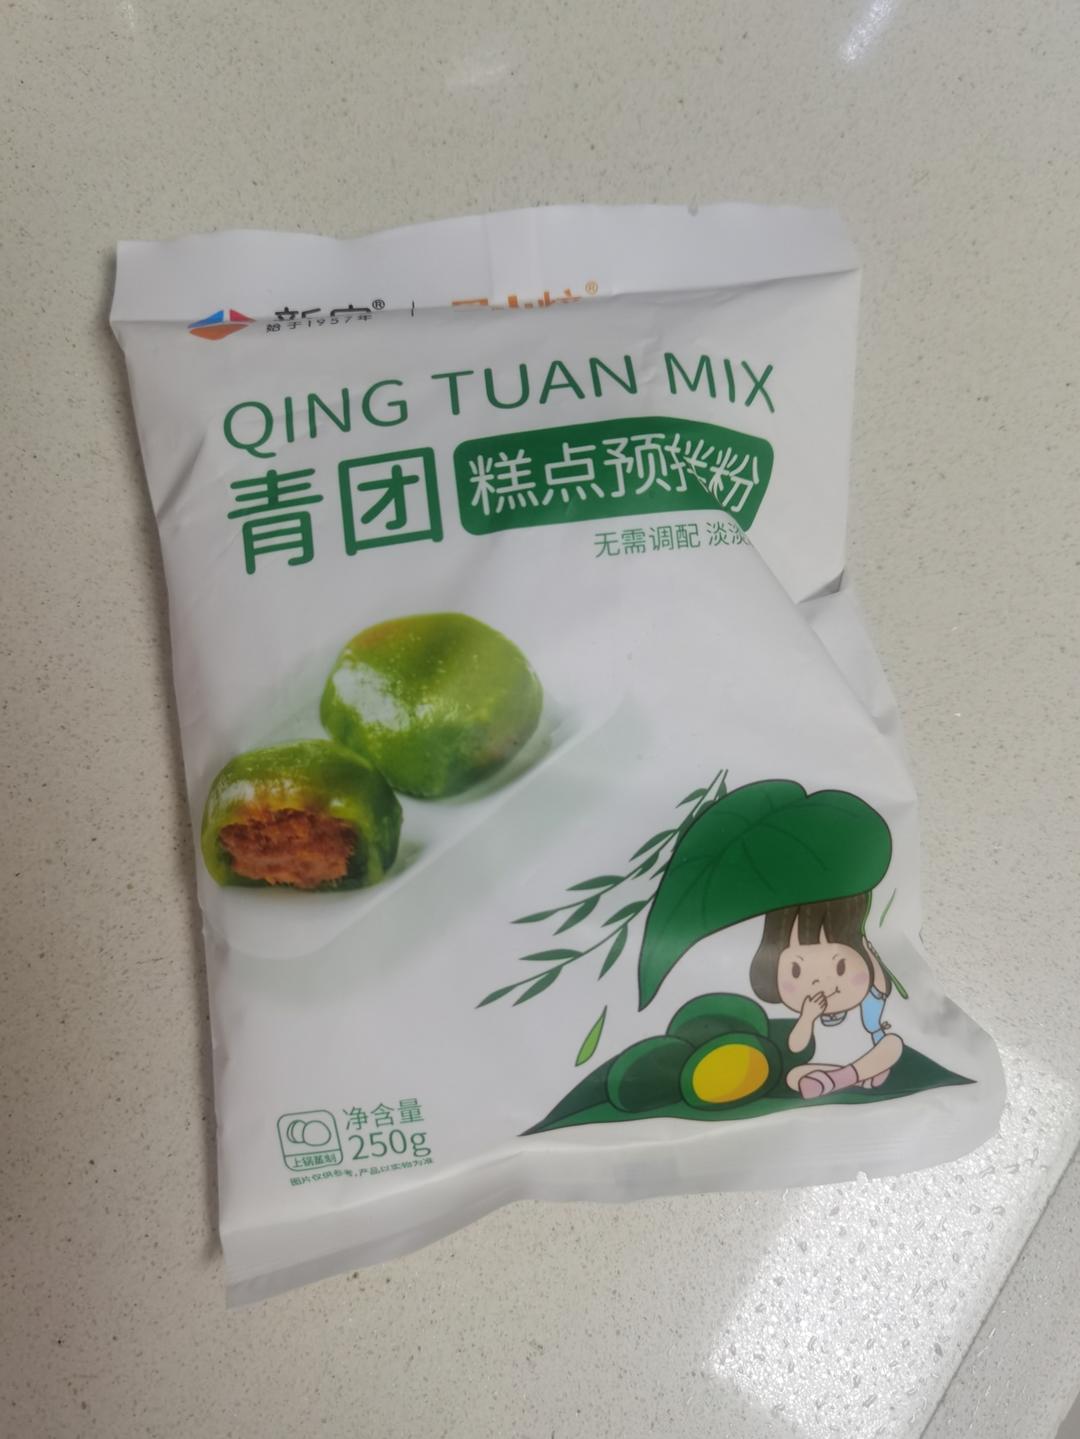 新
始于1957年
QING TUAN MIX
青团
糕点预拌粉
无需调配 淡淡
净含量
250g
上锅蒸制
图片仅供参考,产品以实物为准